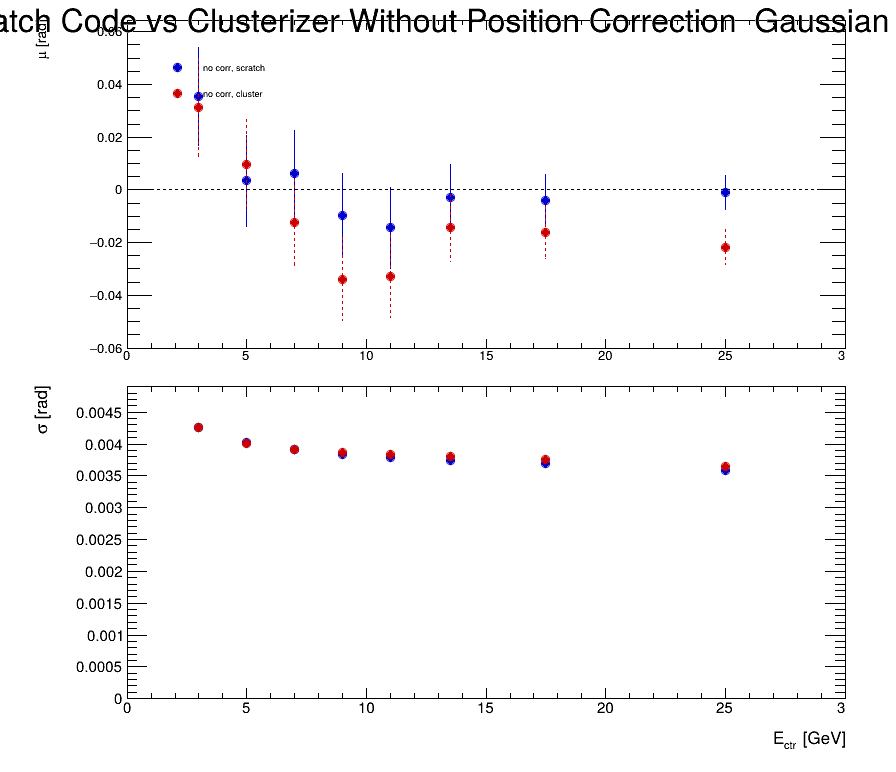 atch Code vs Clusterizer Without Position Correction  Gaussian
μ [rad]
0.06
0.04
0.02
0
−0.02
−0.04
−0.06
no corr, scratch
no corr, cluster
0 5 10 15 20 25 3
σ [rad]
0.0045
0.004
0.0035
0.003
0.0025
0.002
0.0015
0.001
0.0005
0
0 5 10 15 20 25 3
E_ctr [GeV]